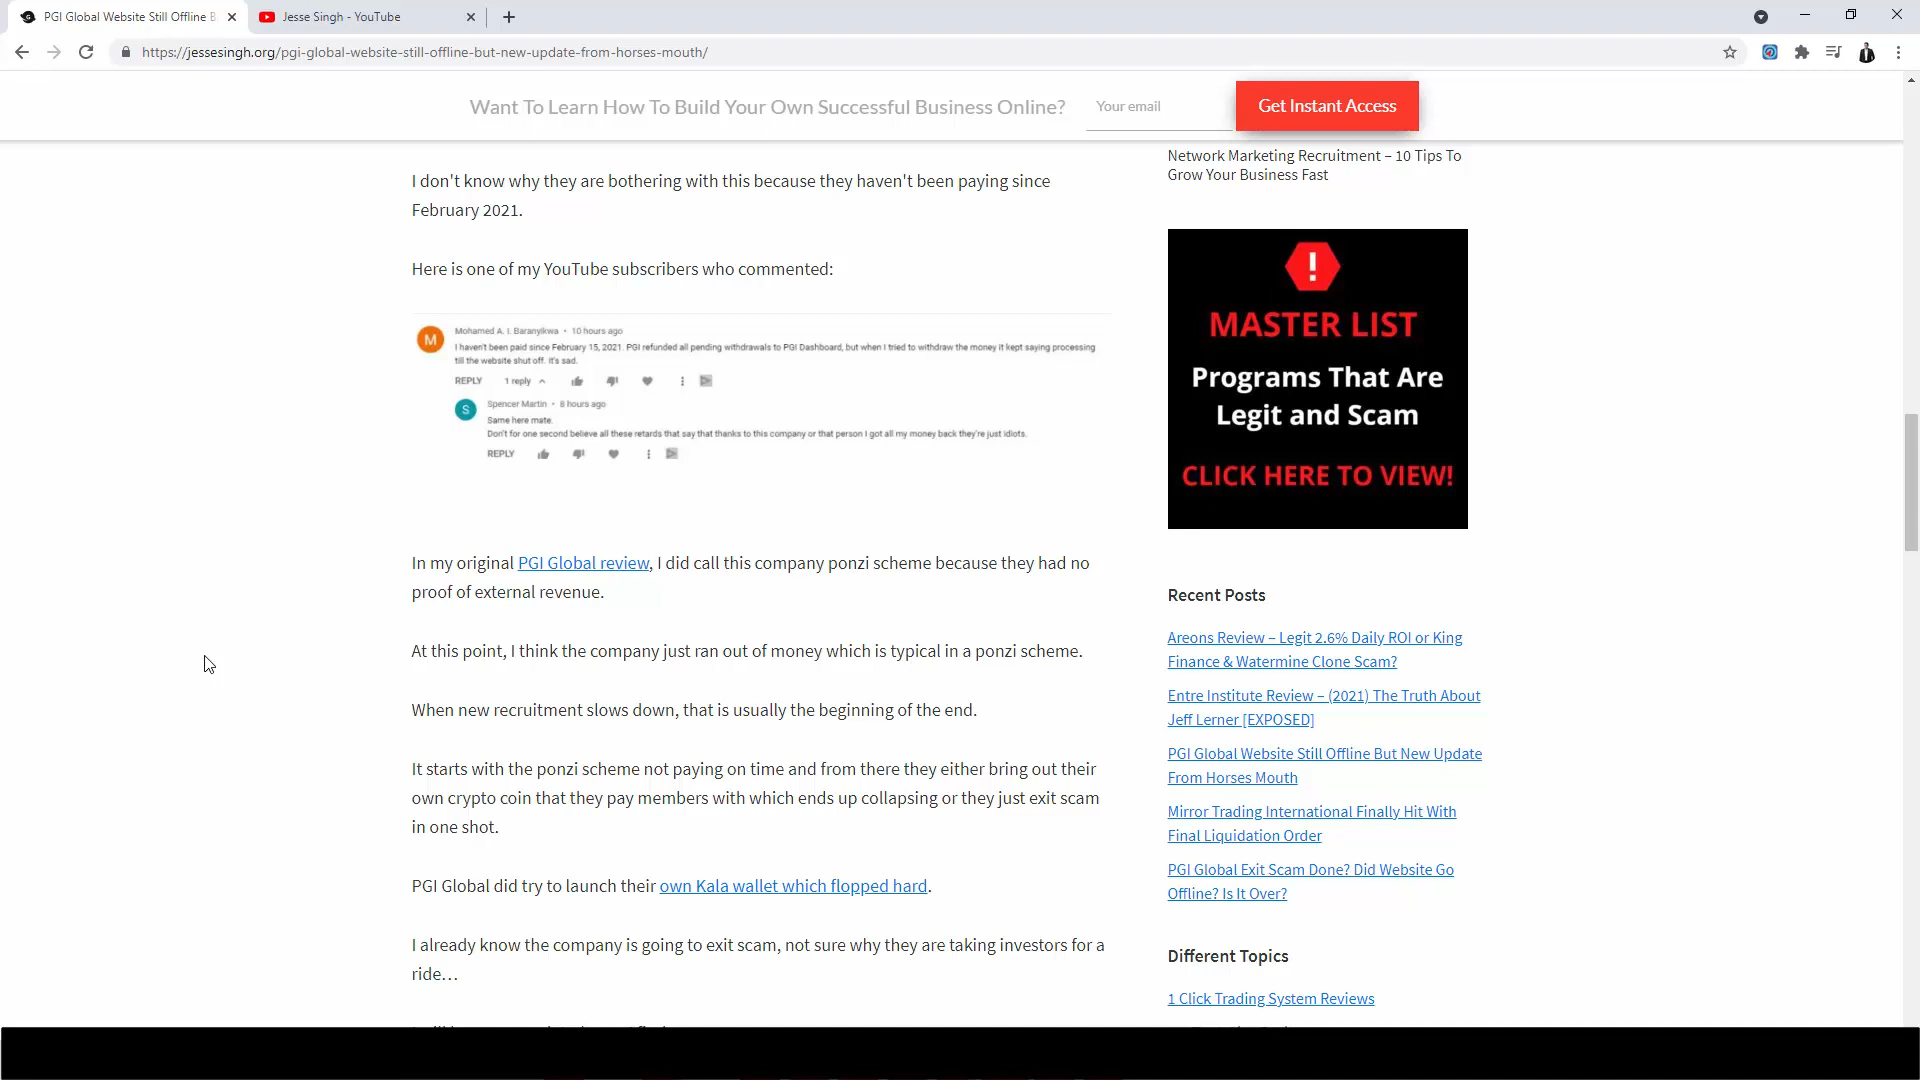 PGI Global Website Still Offline B
Jesse Singh - YouTube
https://jessesingh.org/pgi-global-website-still-offline-but-new-update-from-horses-mouth/
Want To Learn How To Build Your Own Successful Business Online?
Your email
Get Instant Access
I don't know why they are bothering with this because they haven't been paying since
February 2021.
Here is one of my YouTube subscribers who commented:
M
Mohamed A. I. Baranyikwa • 10 hours ago
I haven't been paid since February 15, 2021. PGI refunded all pending withdrawals to PGI Dashboard, but when I tried to withdraw the money it kept saying processing
till the website shut off. It's sad.
REPLY 1 reply
S
Spencer Martin • 8 hours ago
Same here mate.
Don't for one second believe all these retards that say that thanks to this company or that person I got all my money back they're just idiots.
REPLY
In my original PGI Global review, I did call this company ponzi scheme because they had no
proof of external revenue.
At this point, I think the company just ran out of money which is typical in a ponzi scheme.
When new recruitment slows down, that is usually the beginning of the end.
It starts with the ponzi scheme not paying on time and from there they either bring out their
own crypto coin that they pay members with which ends up collapsing or they just exit scam
in one shot.
PGI Global did try to launch their own Kala wallet which flopped hard.
I already know the company is going to exit scam, not sure why they are taking investors for a
ride…
Network Marketing Recruitment – 10 Tips To
Grow Your Business Fast
!
MASTER LIST
Programs That Are
Legit and Scam
CLICK HERE TO VIEW!
Recent Posts
Areons Review – Legit 2.6% Daily ROI or King
Finance & Watermine Clone Scam?
Entre Institute Review – (2021) The Truth About
Jeff Lerner [EXPOSED]
PGI Global Website Still Offline But New Update
From Horses Mouth
Mirror Trading International Finally Hit With
Final Liquidation Order
PGI Global Exit Scam Done? Did Website Go
Offline? Is It Over?
Different Topics
1 Click Trading System Reviews